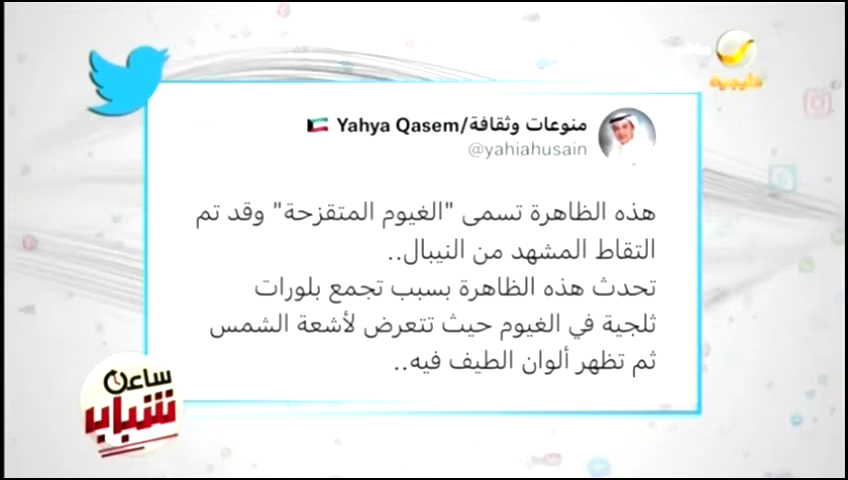 خليجية
منوعات وثقافة/Yahya Qasem
@yahiahusain
هذه الظاهرة تسمى "الغيوم المتقزحة" وقد تم
التقاط المشهد من النيبال..
تحدث هذه الظاهرة بسبب تجمع بلورات
ثلجية في الغيوم حيث تتعرض لأشعة الشمس
ثم تظهر ألوان الطيف فيه..
ساعة
شباب